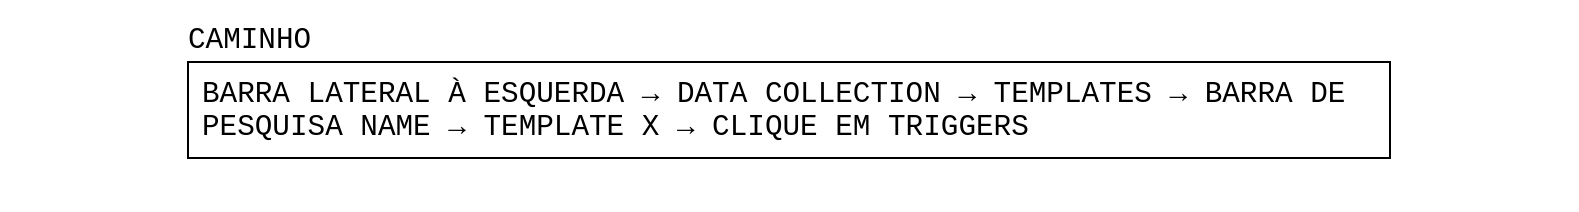 CAMINHO
BARRA LATERAL À ESQUERDA → DATA COLLECTION → TEMPLATES → BARRA DE
PESQUISA NAME → TEMPLATE X → CLIQUE EM TRIGGERS